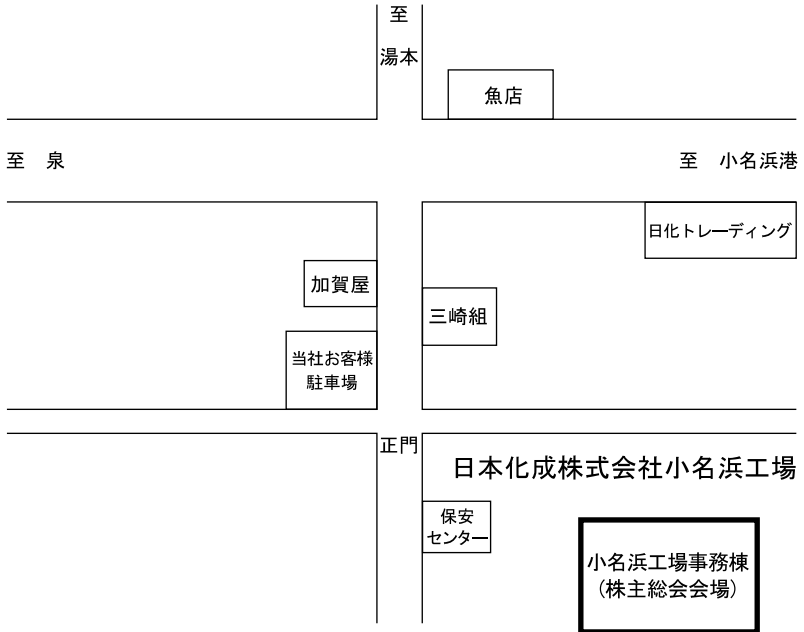 至
湯本
魚店
至　泉
至　小名浜港
日化トレーディング
加賀屋
三崎組
当社お客様
駐車場
正門
日本化成株式会社小名浜工場
保安
センター
小名浜工場事務棟
(株主総会会場)